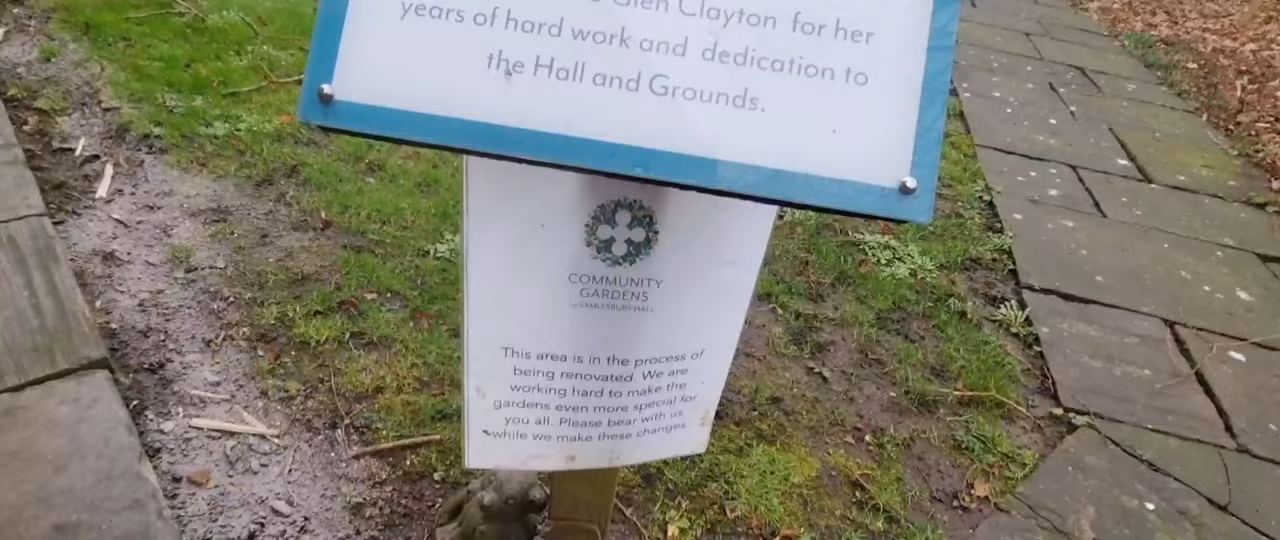 Glen Clayton for her
years of hard work and dedication to
the Hall and Grounds.
COMMUNITY
GARDENS
SAMLESBURY HALL
This area is in the process of
being renovated. We are
working hard to make the
gardens even more special for
you all. Please bear with us
while we make these changes